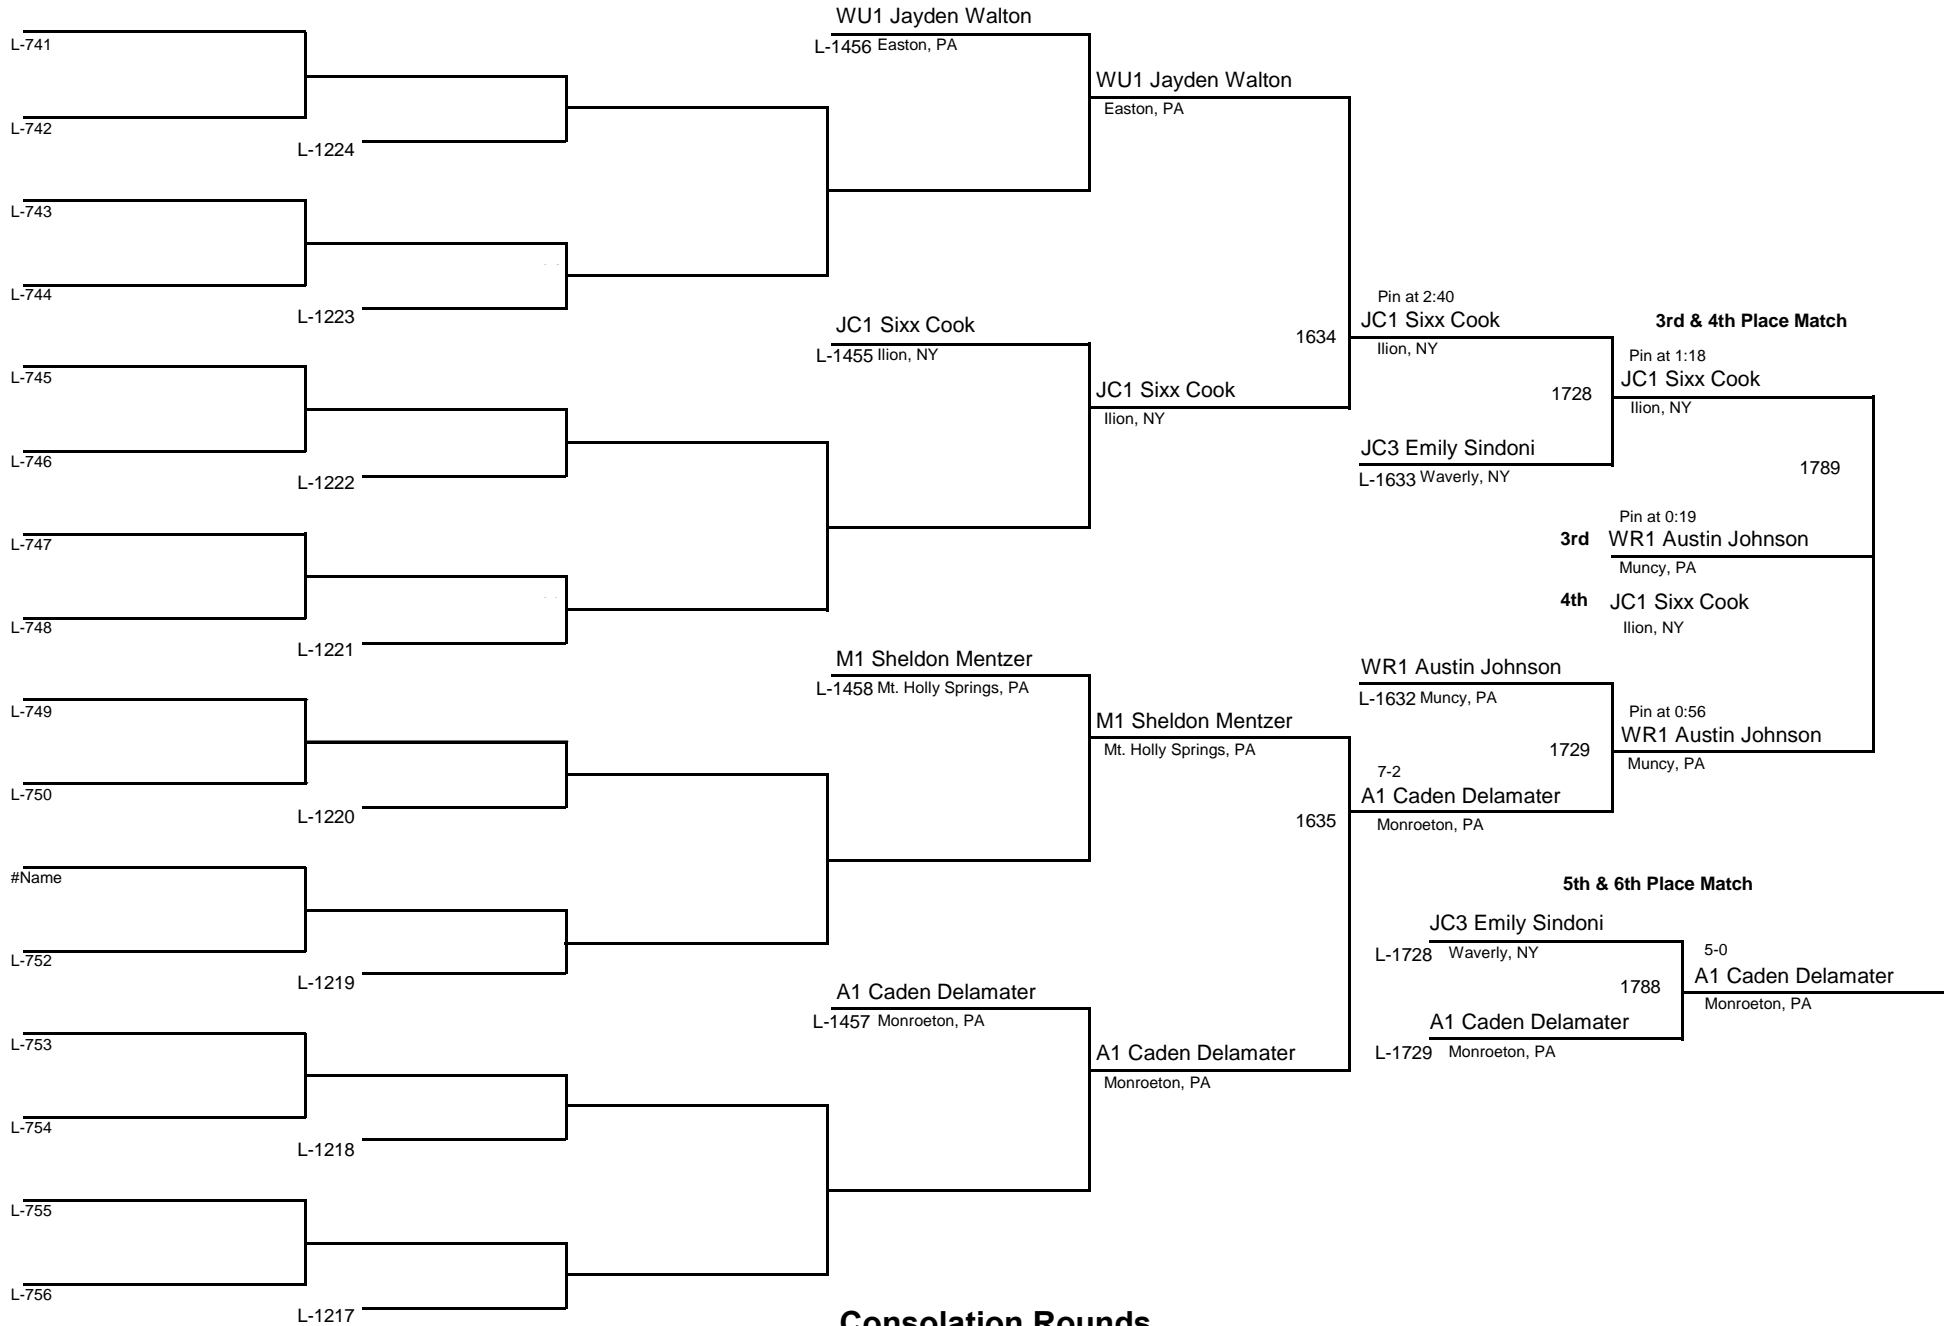 WU1 Jayden Walton
L-741
L-1456 Easton, PA
WU1 Jayden Walton
Easton, PA
L-742
L-1224
L-743
L-744
L-1223
Pin at 2:40
JC1 Sixx Cook
JC1 Sixx Cook
3rd & 4th Place Match
1634
L-1455 Ilion, NY
Ilion, NY
Pin at 1:18
L-745
JC1 Sixx Cook
JC1 Sixx Cook
1728
Ilion, NY
Ilion, NY
JC3 Emily Sindoni
L-746
1789
L-1222
L-1633 Waverly, NY
Pin at 0:19
L-747
3rd WR1 Austin Johnson
Muncy, PA
4th JC1 Sixx Cook
L-748
Ilion, NY
L-1221
M1 Sheldon Mentzer
WR1 Austin Johnson
L-1458 Mt. Holly Springs, PA
L-1632 Muncy, PA
L-749
Pin at 0:56
M1 Sheldon Mentzer
WR1 Austin Johnson
Mt. Holly Springs, PA
1729
Muncy, PA
7-2
L-750
A1 Caden Delamater
L-1220
1635
Monroeton, PA
#Name
5th & 6th Place Match
JC3 Emily Sindoni
L-752
L-1728 Waverly, NY
5-0
L-1219
A1 Caden Delamater
1788
A1 Caden Delamater
Monroeton, PA
L-1457 Monroeton, PA
A1 Caden Delamater
L-753
A1 Caden Delamater
L-1729 Monroeton, PA
Monroeton, PA
L-754
L-1218
L-755
L-756
L-1217
Consolation Rounds